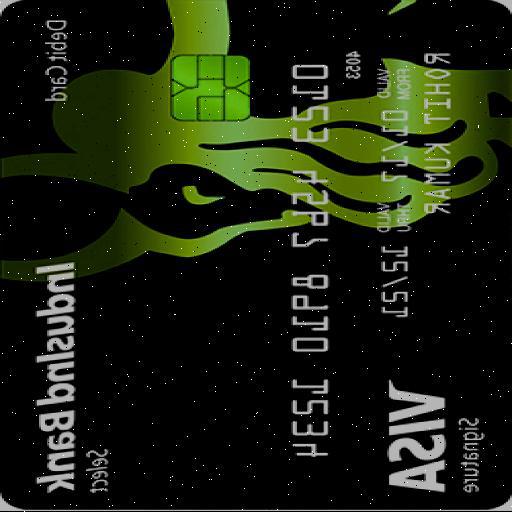 IndusInd Bank
Debit Card
Select
0123 4567 8910 1234
4053
VALID FROM 01/17 VALID THRU 12/21
ROHIT KUMAR
VISA
Signature